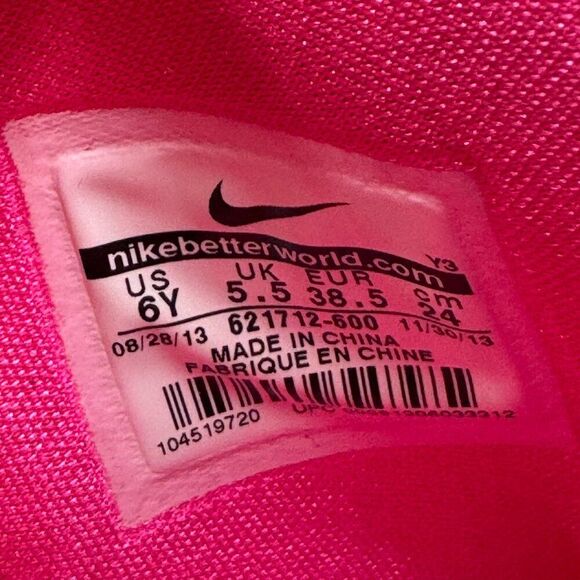 nikebetterworld.com
Y3
US UK EUR cm
6Y 5.5 38.5 24
08/28/13 621712-600 11/30/13
MADE IN CHINA
FABRIQUE EN CHINE
104519720 UPC